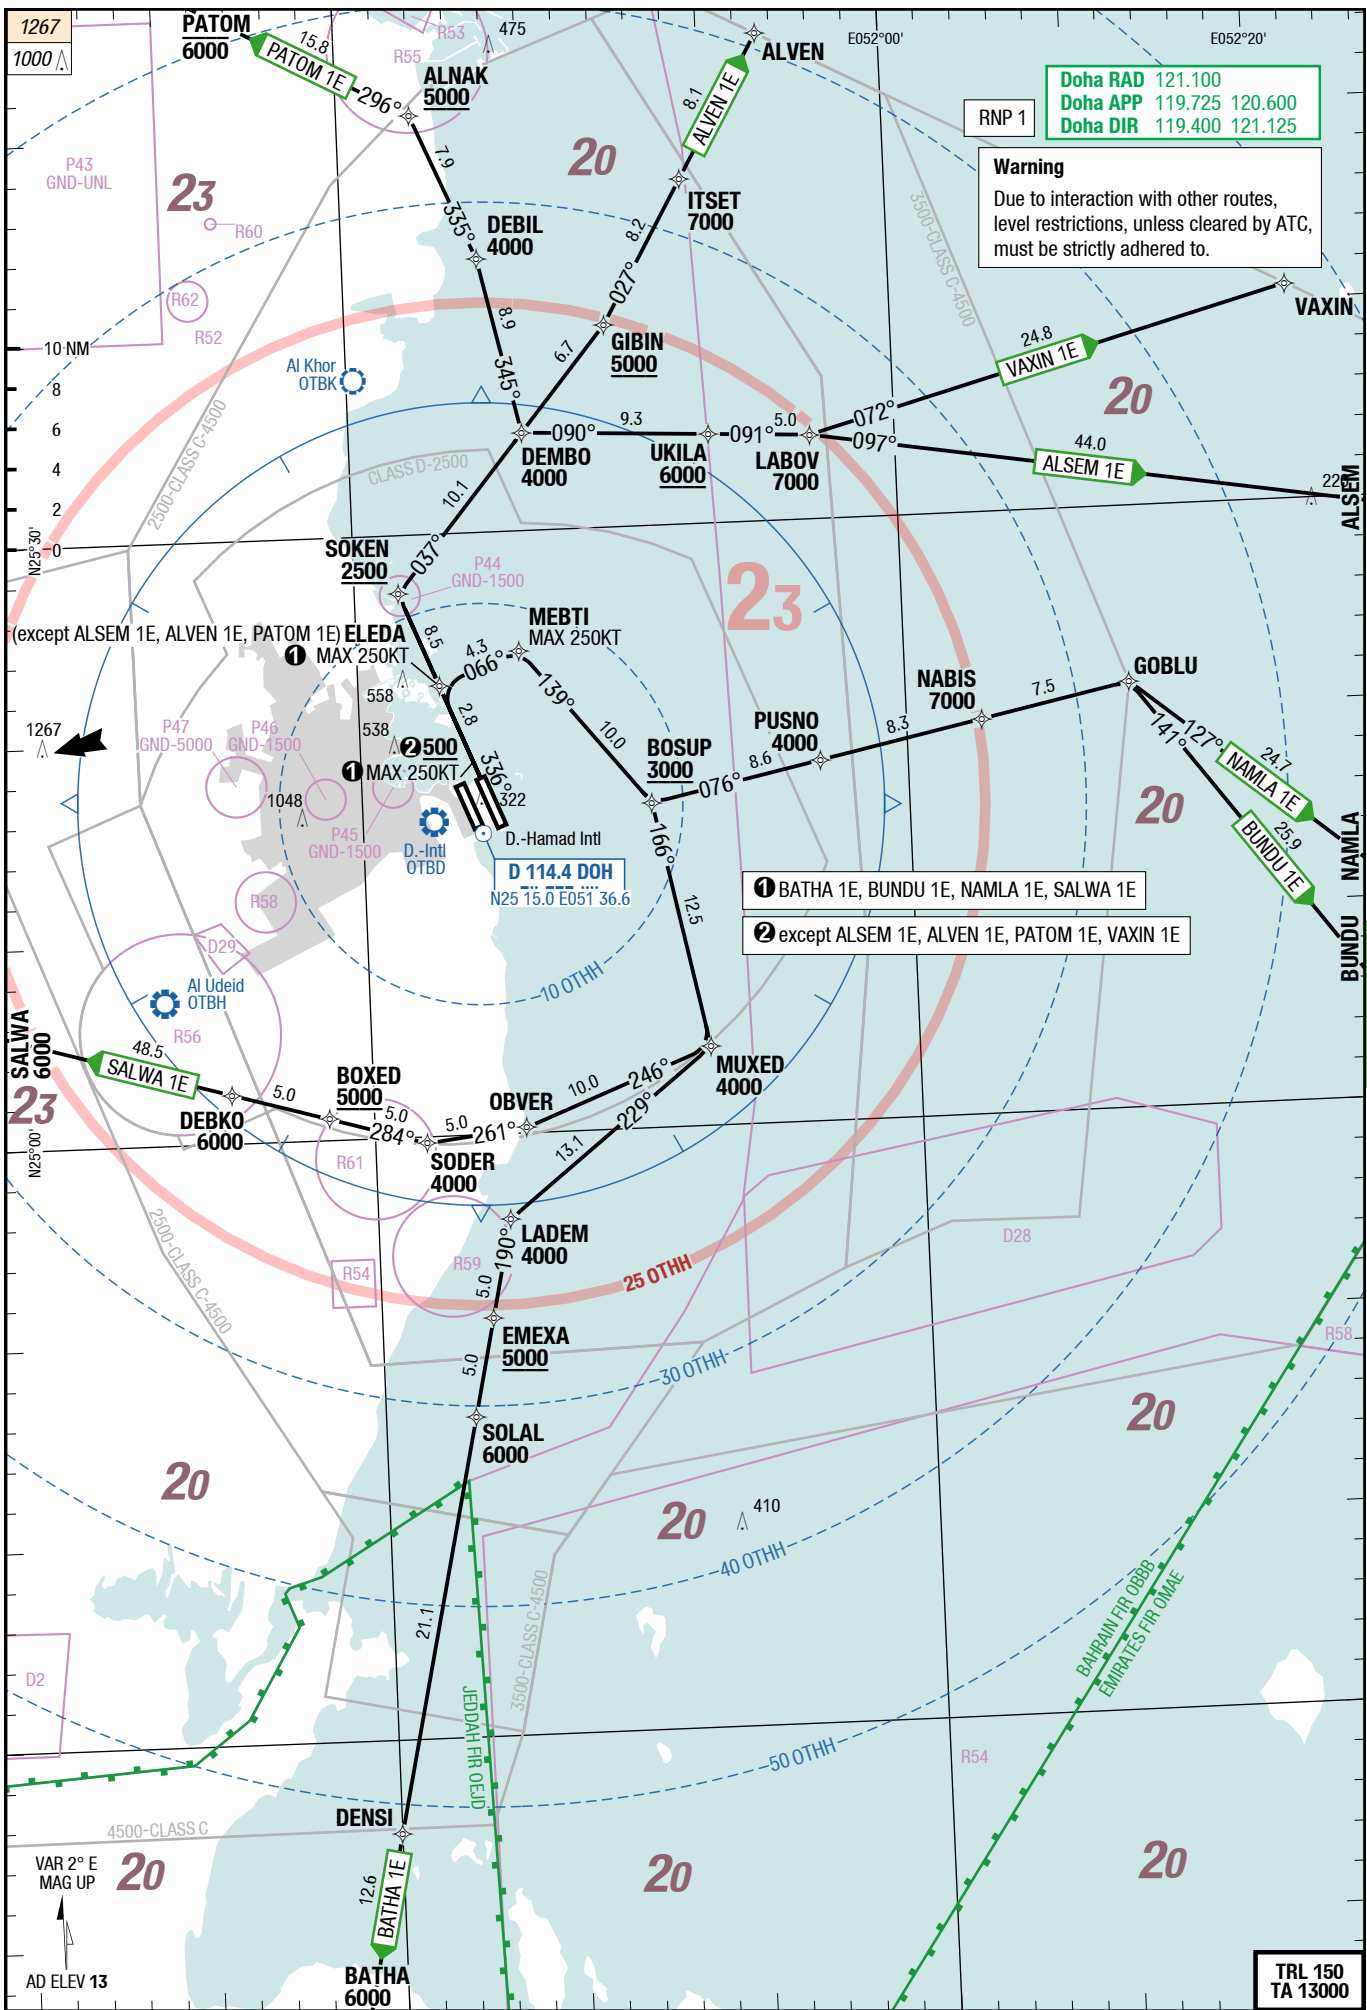 1267
1000
PATOM
6000
15.8
PATOM 1E
296°
R53
R55
475
ALNAK
5000
ALVEN
8.1
ALVEN 1E
E052°00'
E052°20'
Doha RAD 121.100
Doha APP 119.725 120.600
Doha DIR 119.400 121.125
RNP 1
Warning
Due to interaction with other routes,
level restrictions, unless cleared by ATC,
must be strictly adhered to.
P43
GND-UNL
23
20
7.9
335°
R60
DEBIL
4000
ITSET
7000
8.2
027°
3500-CLASS C-4500
R62
R52
VAXIN
10 NM
8
6
4
2
0
Al Khor
OTBK
8.9
345°
6.7
GIBIN
5000
24.8
VAXIN 1E
20
2500-CLASS C-4500
CLASS D-2500
090°
9.3
091°
5.0
072°
097°
DEMBO
4000
UKILA
6000
LABOV
7000
44.0
ALSEM 1E
ALSEM
10.1
037°
N25°30'
SOKEN
2500
P44
GND-1500
23
(except ALSEM 1E, ALVEN 1E, PATOM 1E) ELEDA
1 MAX 250KT
8.5
4.3
066°
MEBTI
MAX 250KT
139°
10.0
558
2.8
336°
NABIS
7000
7.5
GOBLU
1267
P47
GND-5000
P46
GND-1500
538
2 500
1 MAX 250KT
BOSUP
3000
PUSNO
4000
8.3
8.6
076°
141°
127°
24.7
NAMLA 1E
NAMLA
1048
322
P45
GND-1500
D.-Intl
OTBD
D.-Hamad Intl
D 114.4 DOH
N25 15.0 E051 36.6
166°
20
25.9
BUNDU 1E
BUNDU
1 BATHA 1E, BUNDU 1E, NAMLA 1E, SALWA 1E
2 except ALSEM 1E, ALVEN 1E, PATOM 1E, VAXIN 1E
R58
D29
12.5
10 OTHH
Al Udeid
OTBH
R56
SALWA
6000
48.5
SALWA 1E
23
DEBKO
6000
5.0
BOXED
5000
5.0
284°
SODER
4000
5.0
261°
OBVER
10.0
246°
229°
MUXED
4000
13.1
N25°00'
R61
LADEM
4000
190°
R59
R54
2500-CLASS C-4500
25 OTHH
D28
5.0
EMEXA
5000
R58
5.0
30 OTHH
SOLAL
6000
20
20
20
410
40 OTHH
21.1
3500-CLASS C-4500
BAHRAIN FIR OBBB
EMIRATES FIR OMAE
D2
JEDDAH FIR OEJD
50 OTHH
R54
DENSI
4500-CLASS C
VAR 2° E
MAG UP
20
20
20
12.6
BATHA 1E
BATHA
6000
AD ELEV 13
TRL 150
TA 13000